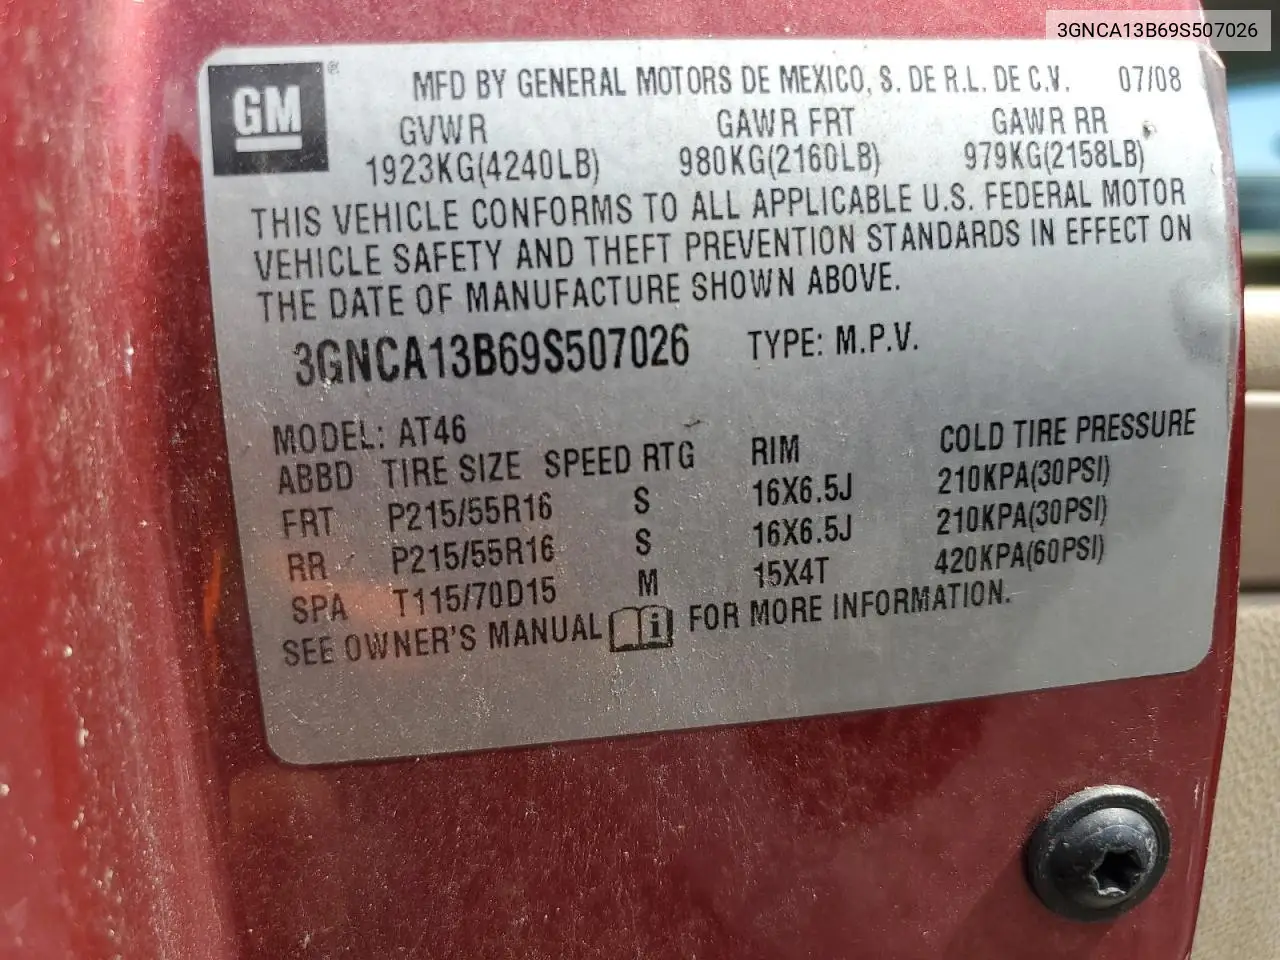 3GNCA13B69S507026
GM ® MFD BY GENERAL MOTORS DE MEXICO, S. DE R.L. DE C.V. 07/08
GVWR GAWR FRT GAWR RR
1923KG(4240LB) 980KG(2160LB) 979KG(2158LB)
THIS VEHICLE CONFORMS TO ALL APPLICABLE U.S. FEDERAL MOTOR
VEHICLE SAFETY AND THEFT PREVENTION STANDARDS IN EFFECT ON
THE DATE OF MANUFACTURE SHOWN ABOVE.
3GNCA13B69S507026 TYPE: M.P.V.
MODEL: AT46
ABBD TIRE SIZE SPEED RTG RIM COLD TIRE PRESSURE
FRT P215/55R16 S 16X6.5J 210KPA(30PSI)
RR P215/55R16 S 16X6.5J 210KPA(30PSI)
SPA T115/70D15 M 15X4T 420KPA(60PSI)
SEE OWNER'S MANUAL i FOR MORE INFORMATION.